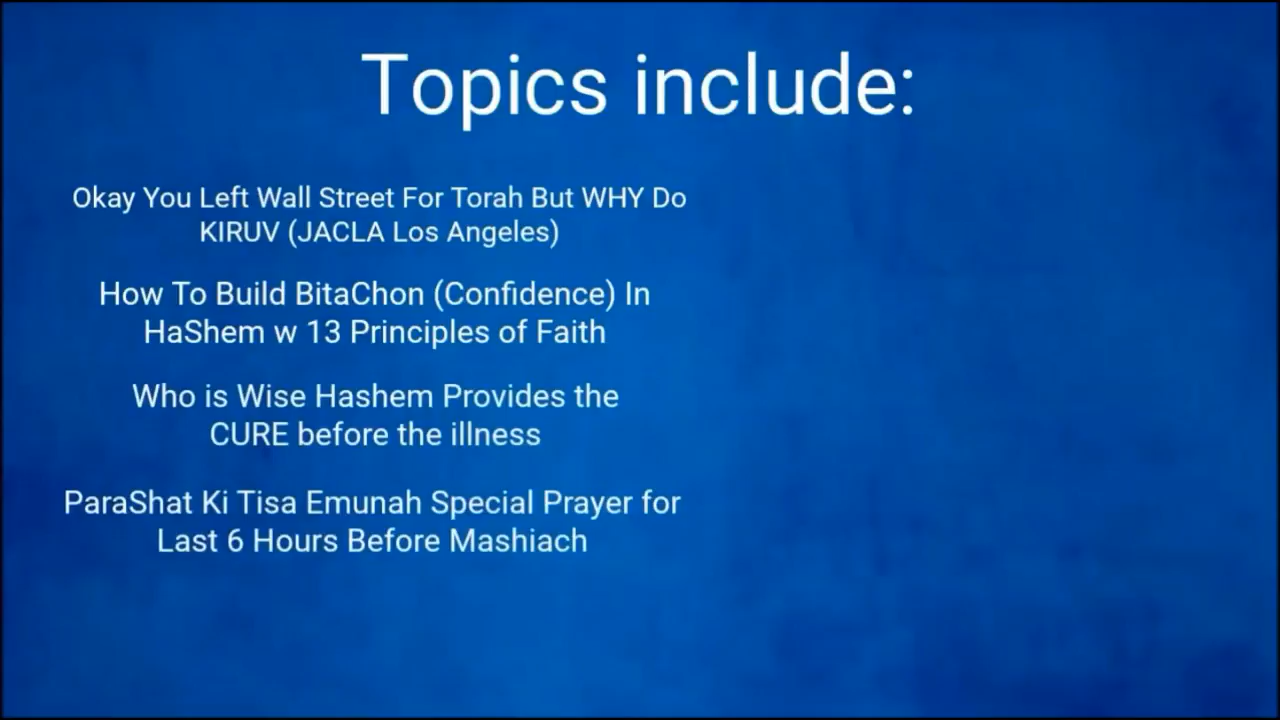 Topics include:
Okay You Left Wall Street For Torah But WHY Do
KIRUV (JACLA Los Angeles)
How To Build BitaChon (Confidence) In
HaShem w 13 Principles of Faith
Who is Wise Hashem Provides the
CURE before the illness
ParaShat Ki Tisa Emunah Special Prayer for
Last 6 Hours Before Mashiach